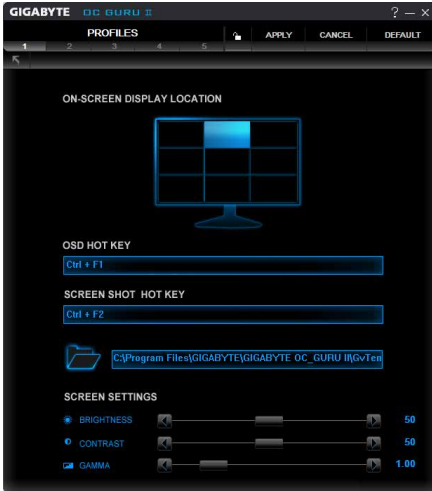 GIGABYTE OC GURU II ? — ×
PROFILES APPLY CANCEL DEFAULT
1 2 3 4 5
ON-SCREEN DISPLAY LOCATION
OSD HOT KEY
Ctrl + F1
SCREEN SHOT HOT KEY
Ctrl + F2
C:\Program Files\GIGABYTE\GIGABYTE OC_GURU II\GvTen
SCREEN SETTINGS
BRIGHTNESS 50
CONTRAST 50
GAMMA 1.00